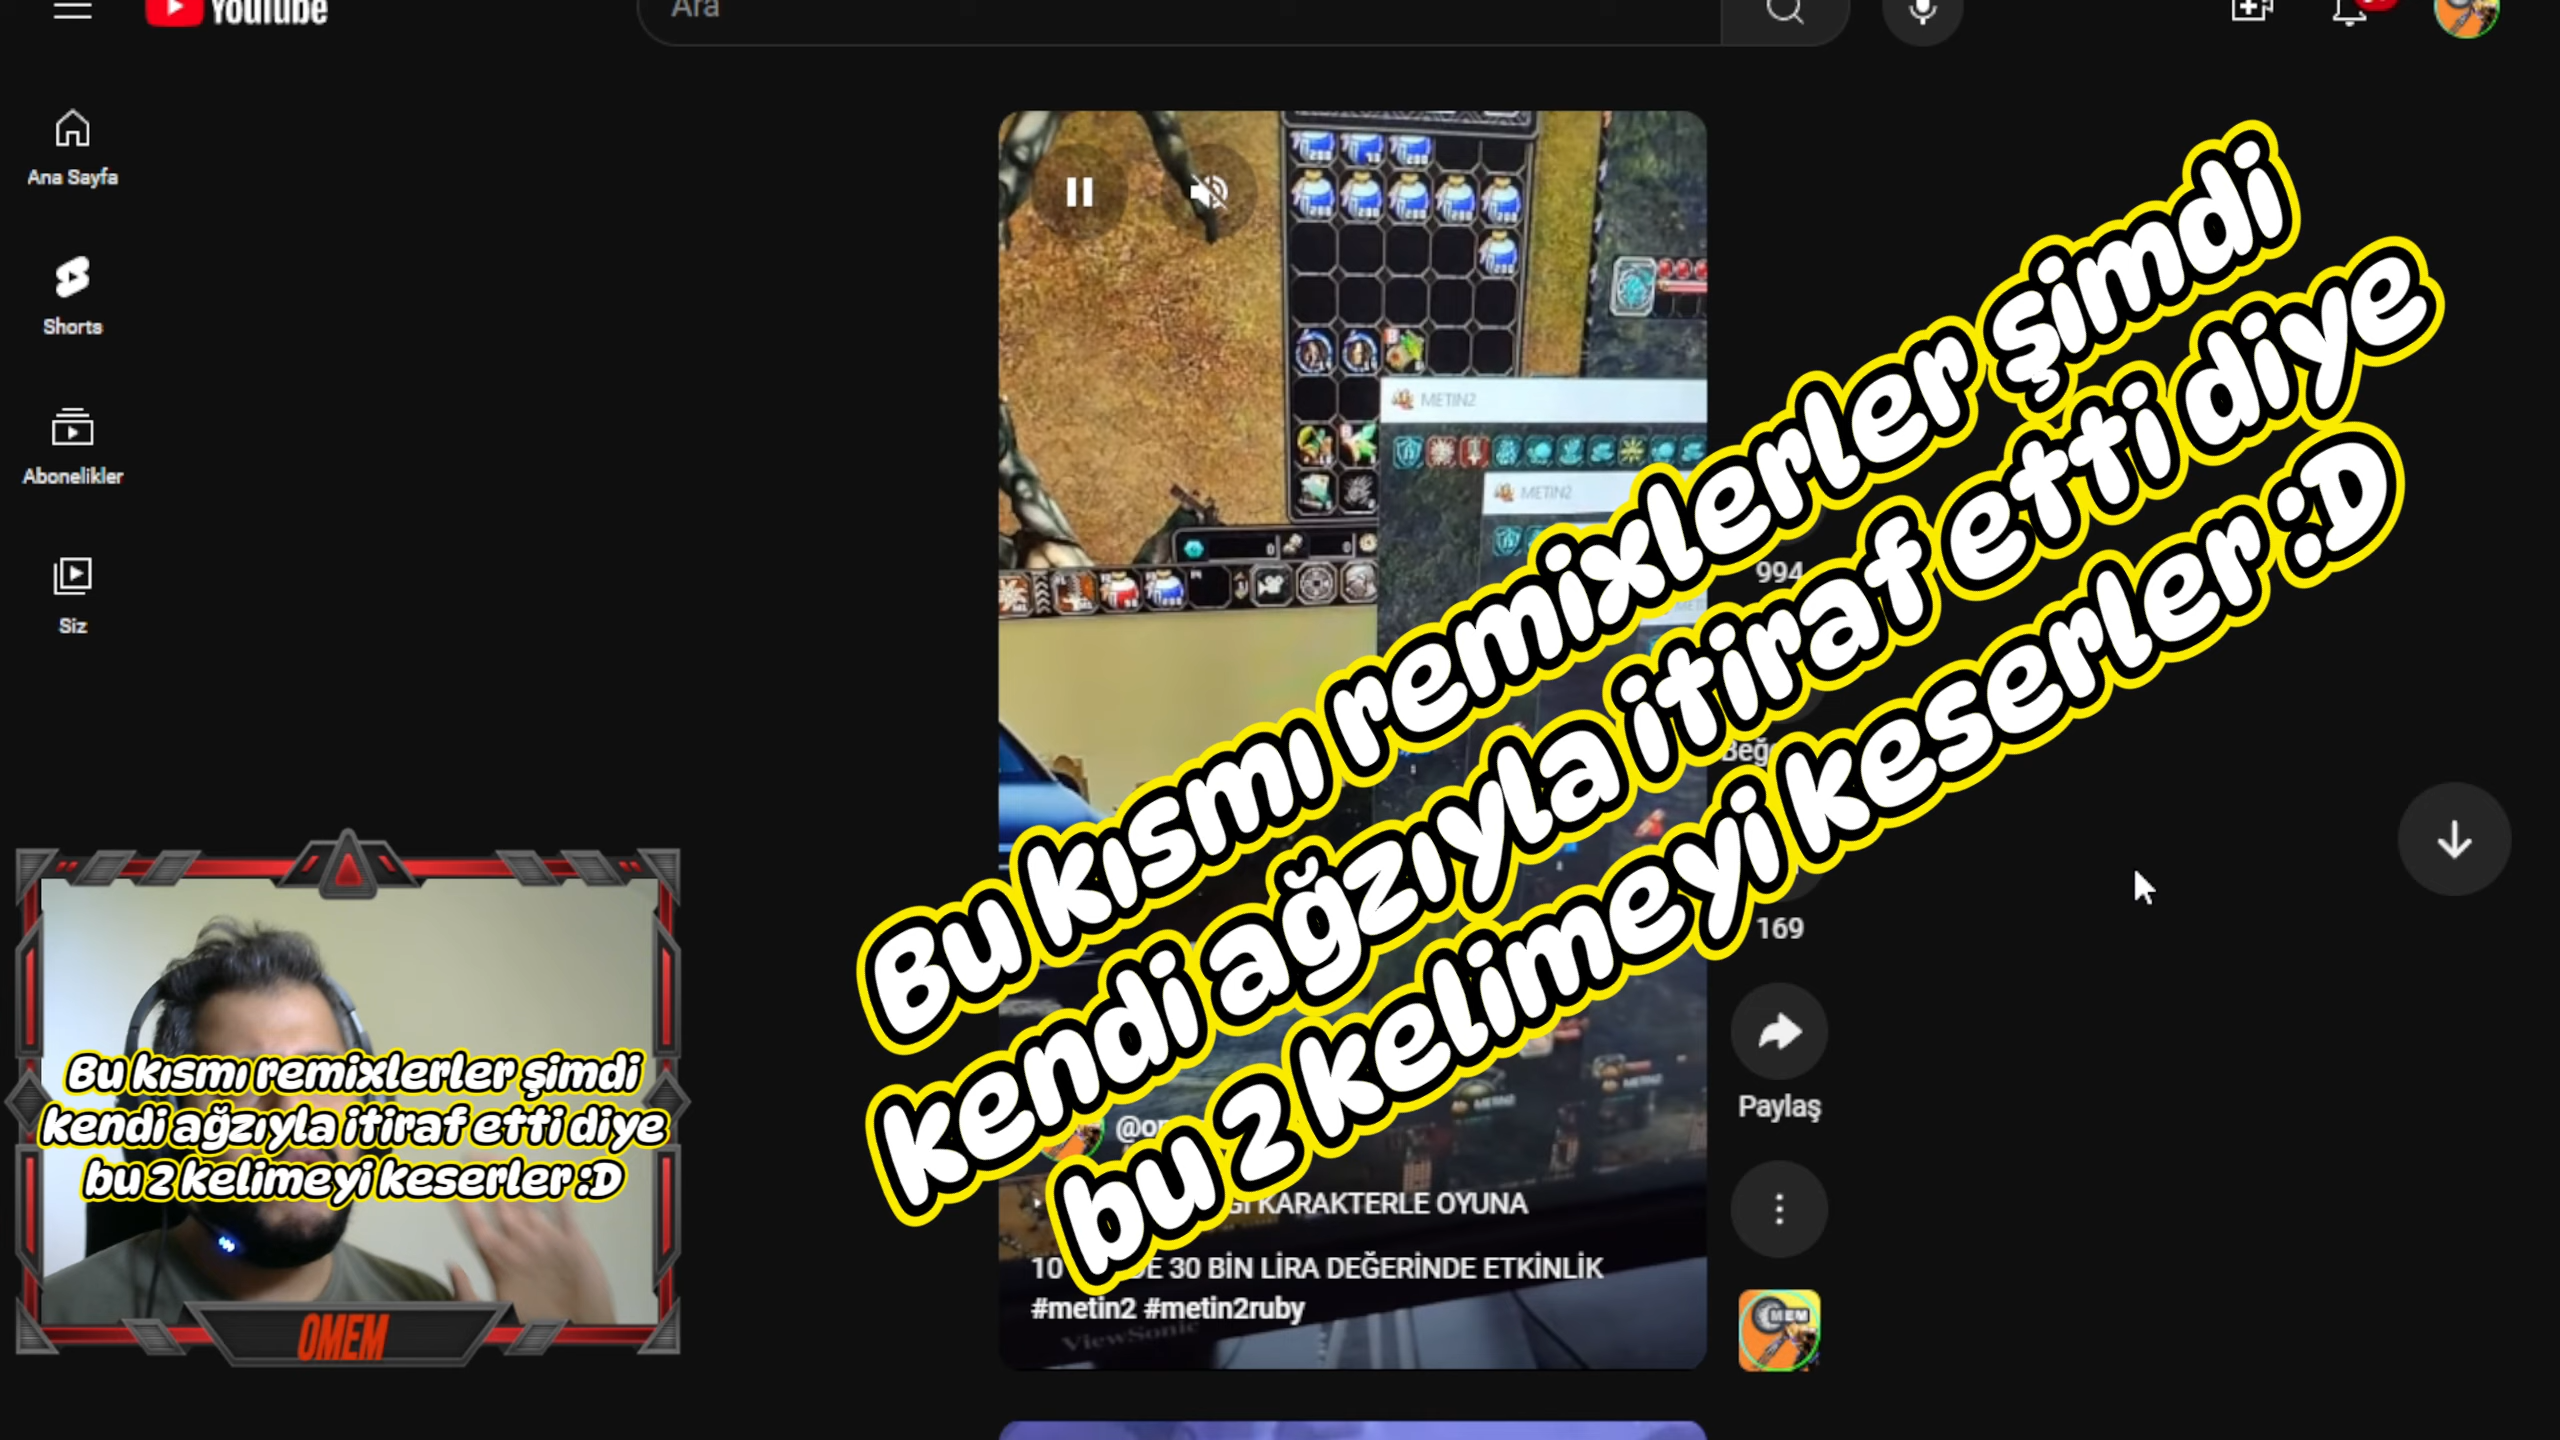 YouTube
Ara
Ana Sayfa
Shorts
Abonelikler
Siz
METIN2
METIN2
994
169
Paylaş
Bu kısmı remixlerler şimdi
kendi ağzıyla itiraf etti diye
bu 2 kelimeyi keserler :D
KARAKTERLE OYUNA
10
30 BİN LİRA DEĞERİNDE ETKİNLİK
#metin2 #metin2ruby
ViewSonic
Bu kısmı remixlerler şimdi
kendi ağzıyla itiraf etti diye
bu 2 kelimeyi keserler :D
OMEM